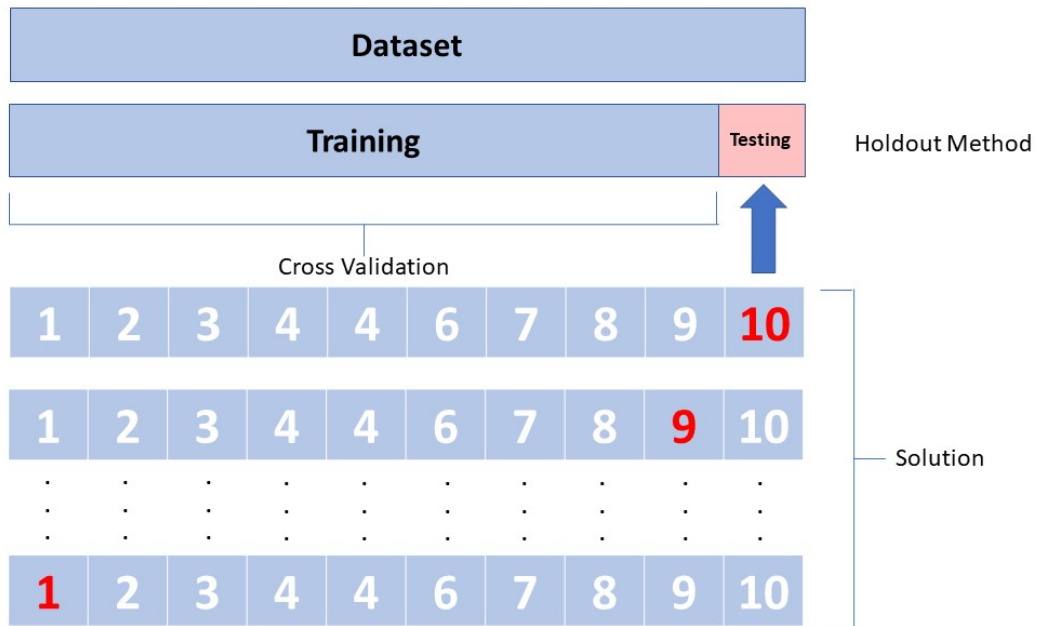 Dataset
Training Testing Holdout Method
Cross Validation
1 2 3 4 4 6 7 8 9 10
1 2 3 4 4 6 7 8 9 10
Solution
. . . . . . . . . .
. . . . . . . . . .
. . . . . . . . . .
1 2 3 4 4 6 7 8 9 10